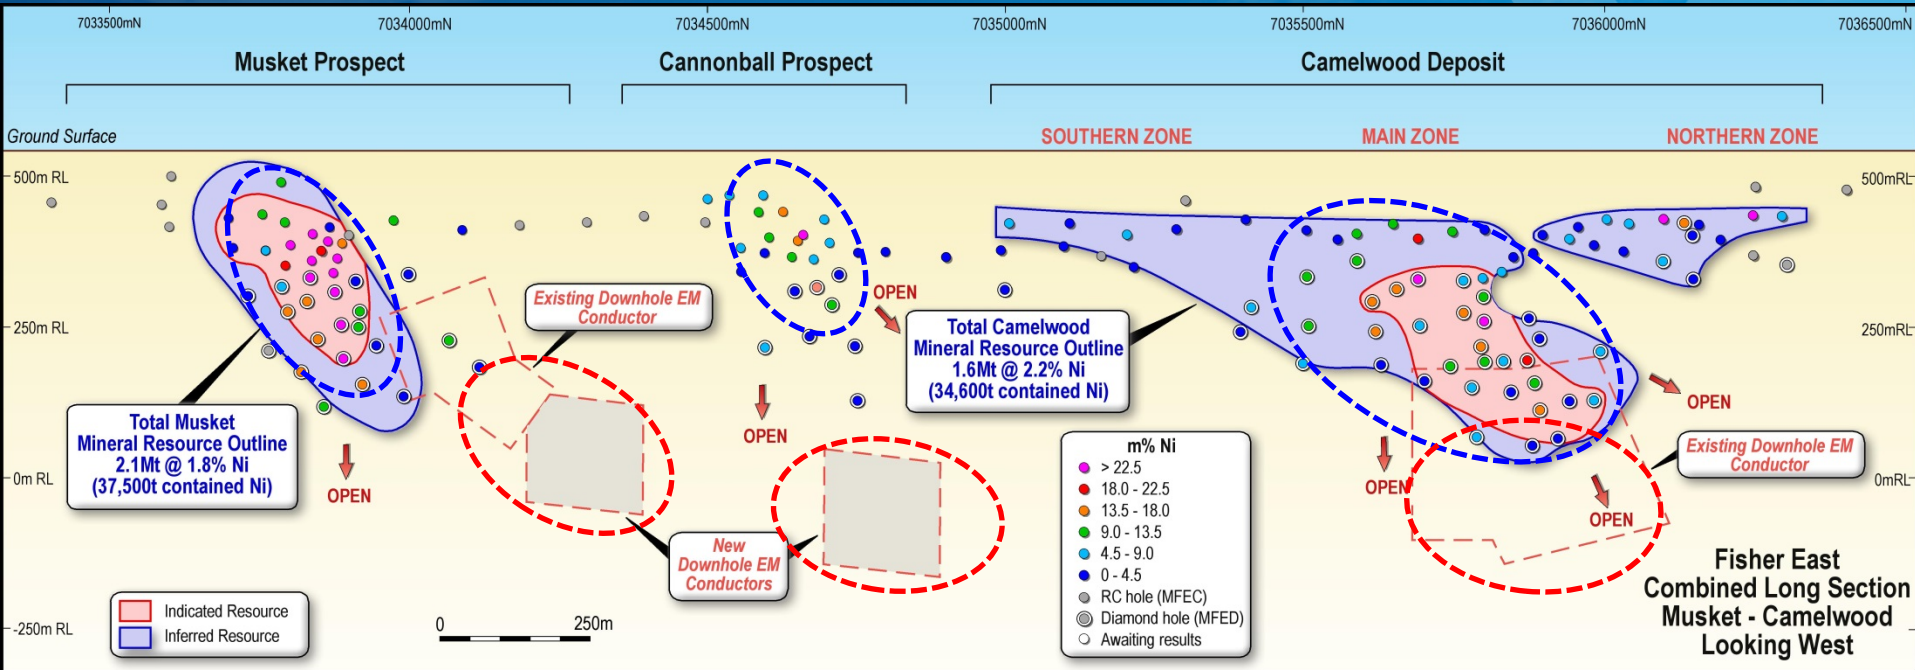 7033500mN
7034000mN
7034500mN
7035000mN
7035500mN
7036000mN
7036500mN
Musket Prospect
Cannonball Prospect
Camelwood Deposit
Ground Surface
SOUTHERN ZONE
MAIN ZONE
NORTHERN ZONE
500m RL
500mRL
250m RL
250mRL
0m RL
0mRL
-250m RL
Existing Downhole EM
Conductor
OPEN
Total Camelwood
Mineral Resource Outline
1.6Mt @ 2.2% Ni
(34,600t contained Ni)
OPEN
Total Musket
Mineral Resource Outline
2.1Mt @ 1.8% Ni
(37,500t contained Ni)
OPEN
OPEN
OPEN
OPEN
Existing Downhole EM
Conductor
New
Downhole EM
Conductors
m% Ni
> 22.5
18.0 - 22.5
13.5 - 18.0
9.0 - 13.5
4.5 - 9.0
0 - 4.5
RC hole (MFEC)
Diamond hole (MFED)
Awaiting results
Indicated Resource
Inferred Resource
0
250m
Fisher East
Combined Long Section
Musket - Camelwood
Looking West